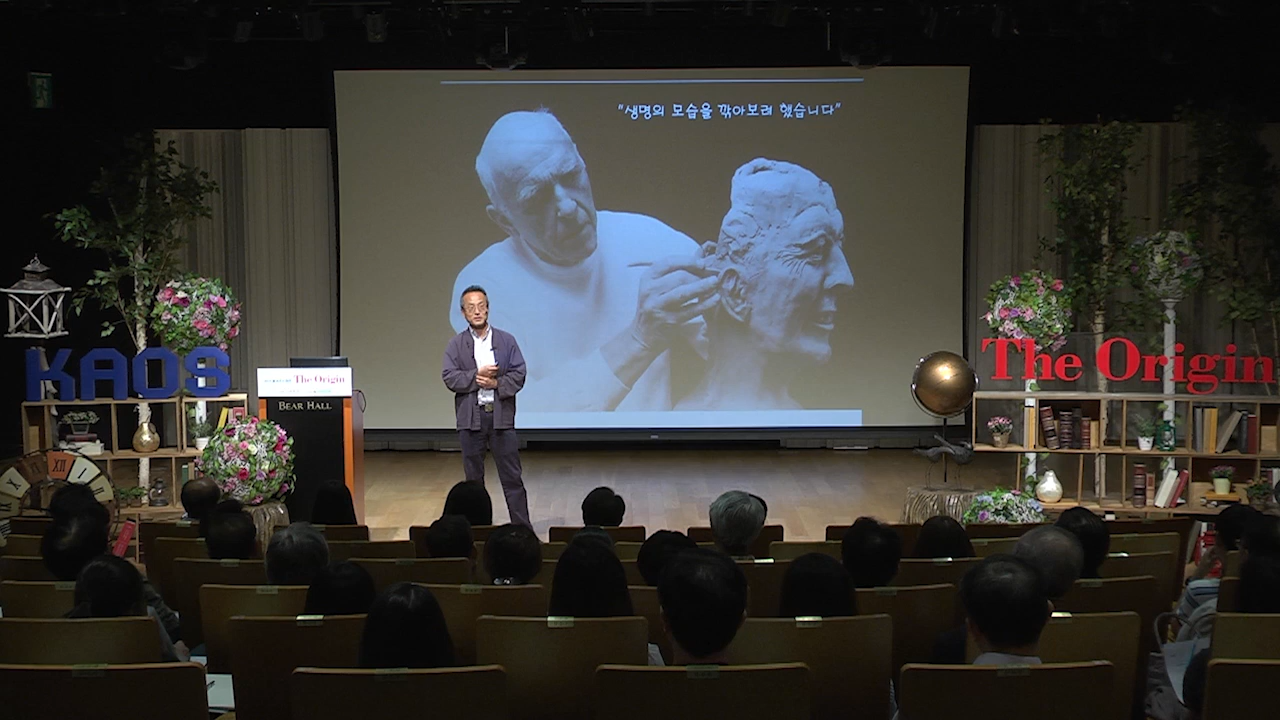 "생명의 모습을 깎아보려 했습니다"
KAOS
The Origin
The Origin
BEAR HALL
XII